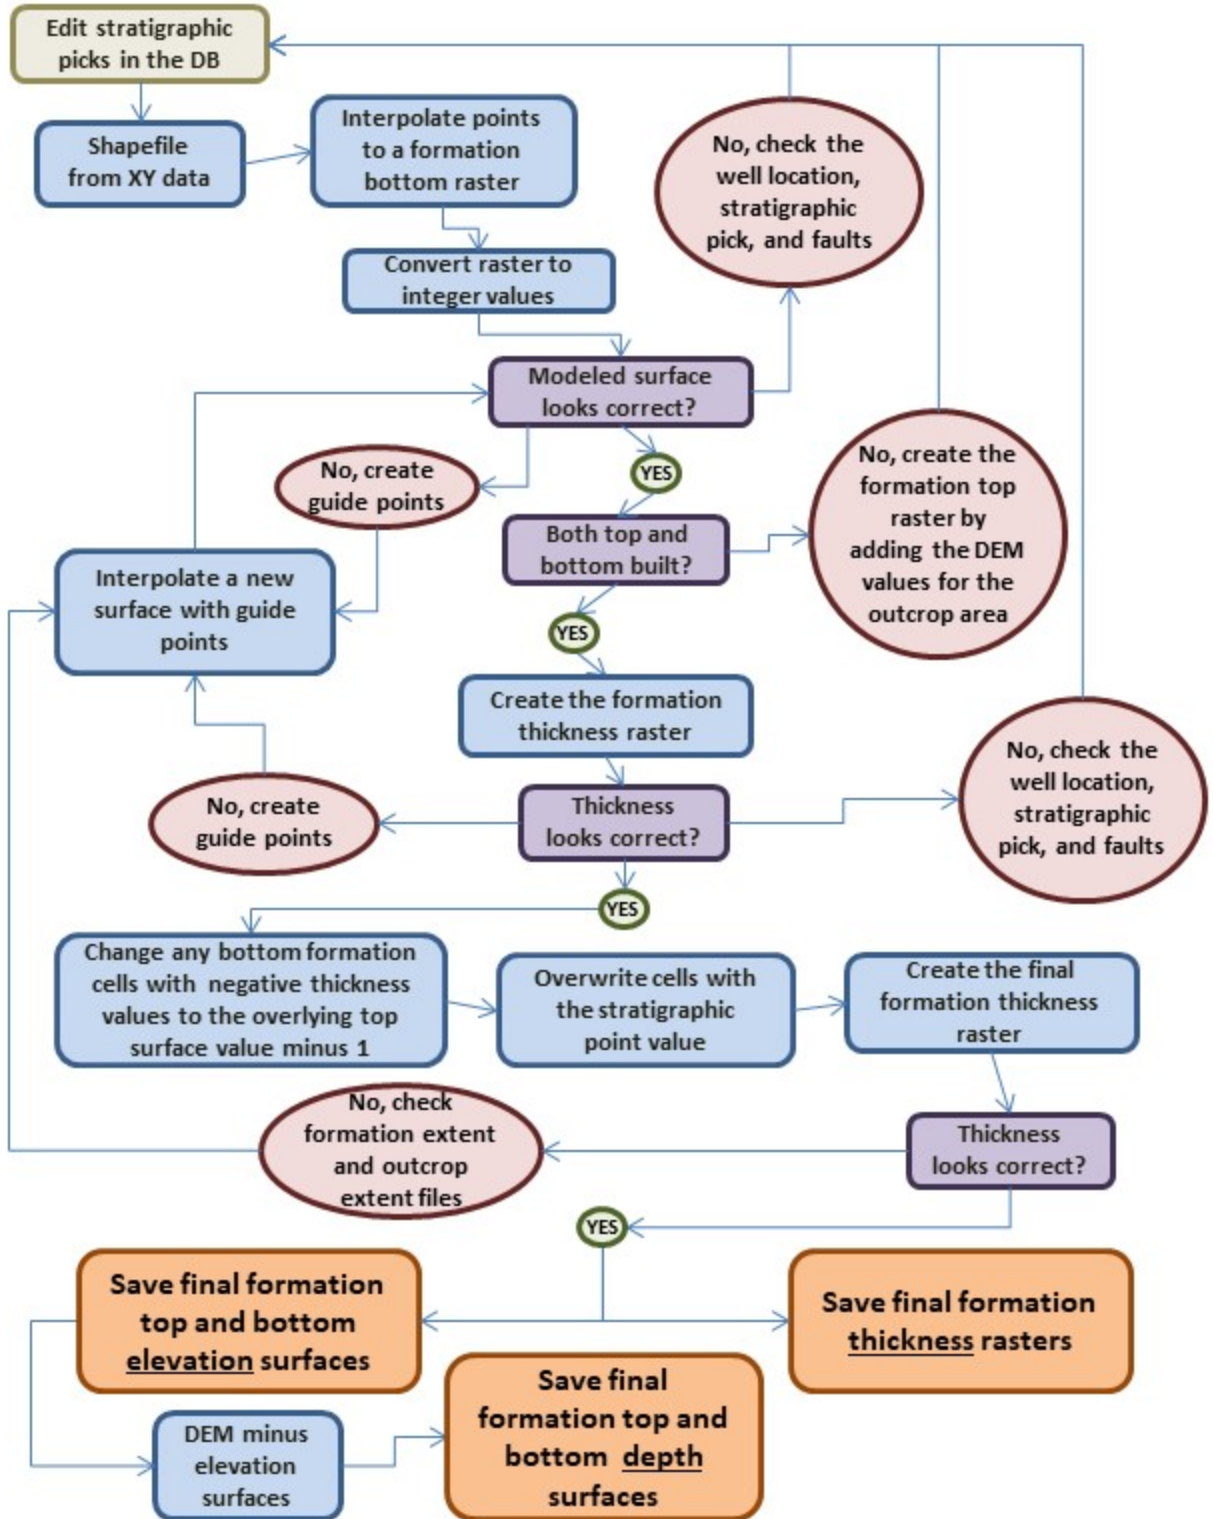 Edit stratigraphic
picks in the DB
Shapefile
from XY data
Interpolate points
to a formation
bottom raster
No, check the
well location,
stratigraphic
pick, and faults
Convert raster to
integer values
Modeled surface
looks correct?
No, create
guide points
YES
No, create the
formation top
raster by
adding the DEM
values for the
outcrop area
Both top and
bottom built?
Interpolate a new
surface with guide
points
YES
Create the formation
thickness raster
No, check the
well location,
stratigraphic
pick, and faults
No, create
guide points
Thickness
looks correct?
YES
Change any bottom formation
cells with negative thickness
values to the overlying top
surface value minus 1
Overwrite cells with
the stratigraphic
point value
Create the final
formation thickness
raster
No, check
formation extent
and outcrop
extent files
Thickness
looks correct?
YES
Save final formation
top and bottom
elevation surfaces
Save final formation
thickness rasters
Save final
formation top and
bottom depth
surfaces
DEM minus
elevation
surfaces